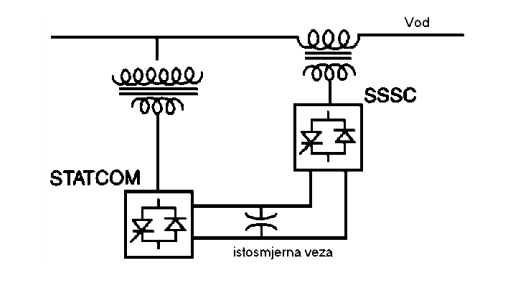 Vod
SSSC
STATCOM
istosmjerna veza